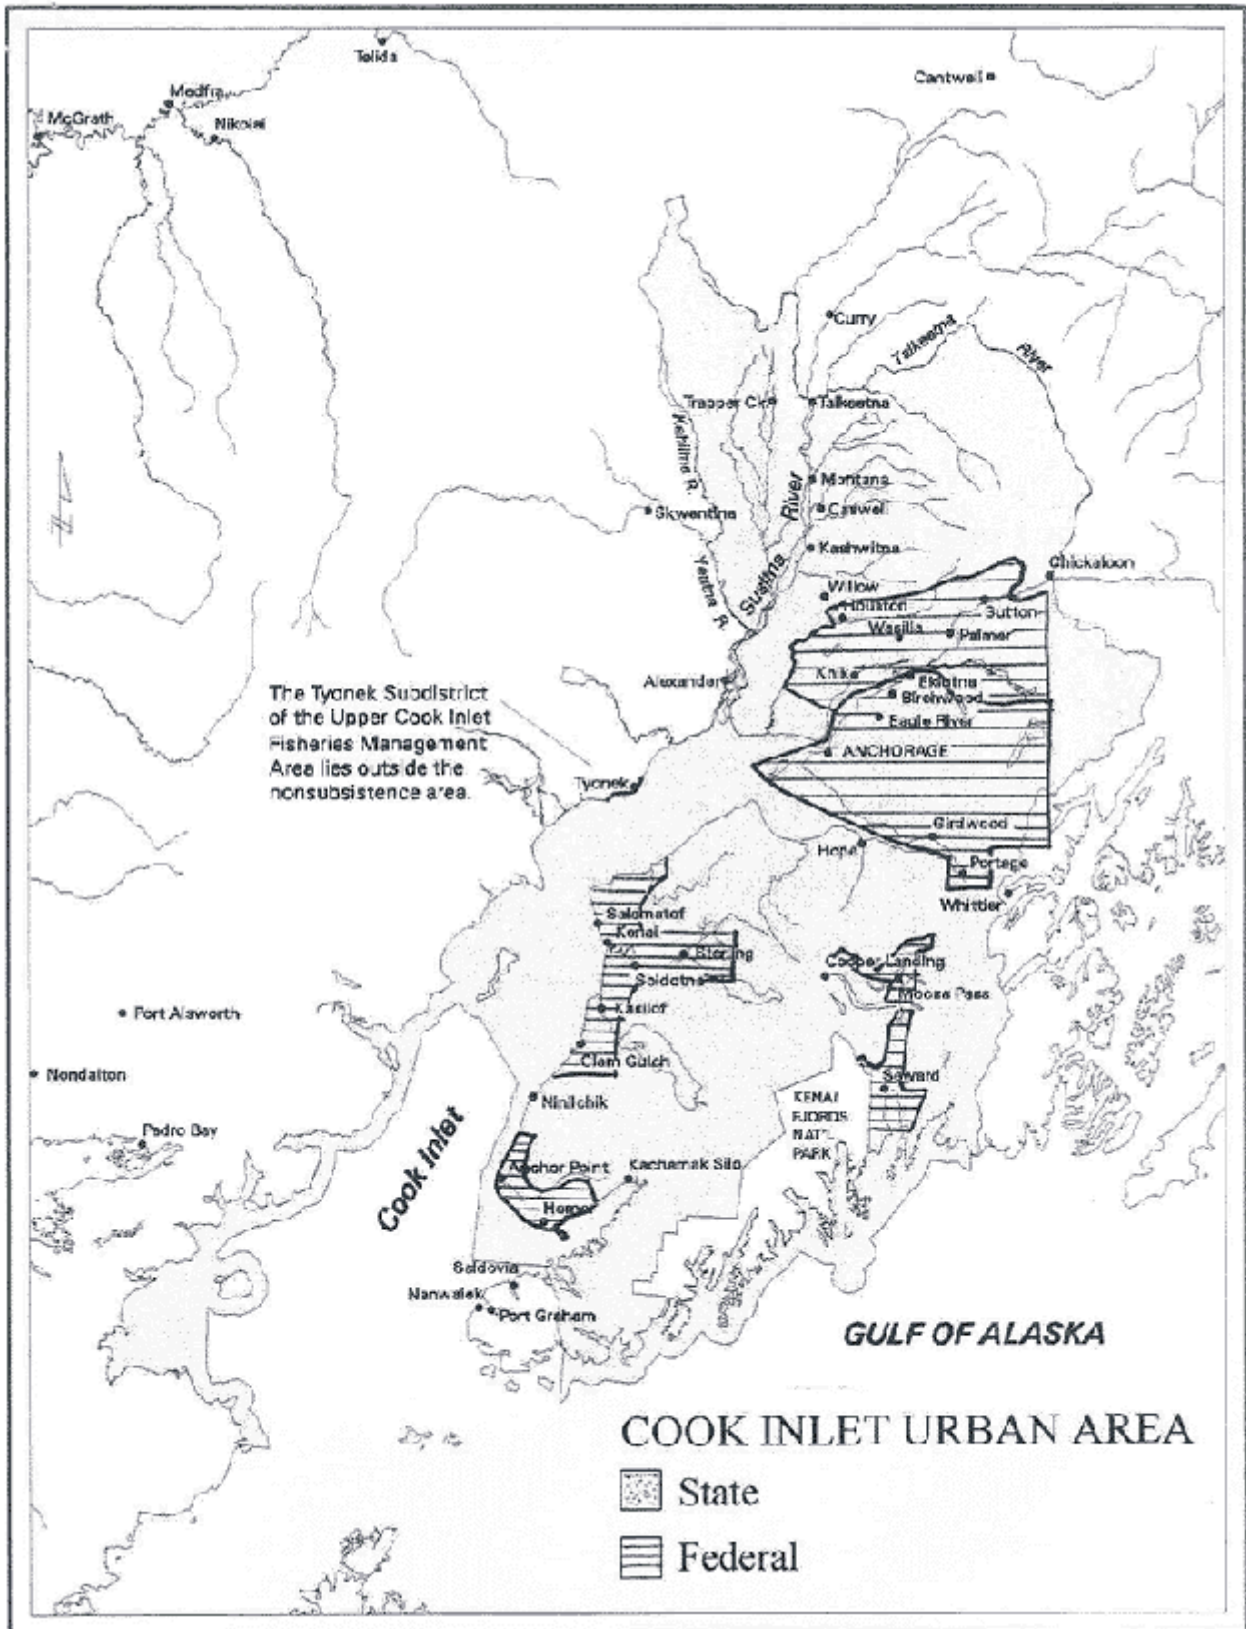 Telida
Cantwell
Medfra
McGrath
Nikolai
Curry
Talkeetna
River
Trapper Ck
Talkeetna
Kahiltna R.
Montana
River
Caswell
Skwentna
Kashwitna
Yentna R.
Susitna
Chickaloon
Willow
Houston
Sutton
Wasilla
Palmer
Knik
Eklutna
Alexander
Birchwood
Eagle River
The Tyonek Subdistrict
of the Upper Cook Inlet
Fisheries Management
Area lies outside the
nonsubsistence area.
ANCHORAGE
Tyonek
Girdwood
Hope
Portage
Whittier
Salamatof
Kenai
Sterling
Cooper Landing
Soldotna
Moose Pass
Kasilof
Port Alsworth
Clam Gulch
Nondalton
Seward
Ninilchik
KENAI
FJORDS
NAT'L
PARK
Pedro Bay
Cook Inlet
Anchor Point
Kachemak Silo
Homer
Seldovia
Nanwalek
Port Graham
GULF OF ALASKA
COOK INLET URBAN AREA
State
Federal